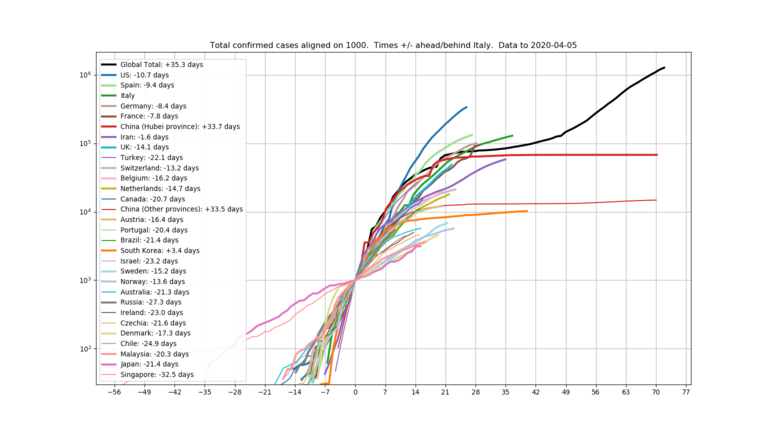 Total confirmed cases aligned on 1000. Times +/- ahead/behind Italy. Data to 2020-04-05
Global Total: +35.3 days
US: -10.7 days
Spain: -9.4 days
Italy
Germany: -8.4 days
France: -7.8 days
China (Hubei province): +33.7 days
Iran: -1.6 days
UK: -14.1 days
Turkey: -22.1 days
Switzerland: -13.2 days
Belgium: -16.2 days
Netherlands: -14.7 days
Canada: -20.7 days
China (Other provinces): +33.5 days
Austria: -16.4 days
Portugal: -20.4 days
Brazil: -21.4 days
South Korea: +3.4 days
Israel: -23.2 days
Sweden: -15.2 days
Norway: -13.6 days
Australia: -21.3 days
Russia: -27.3 days
Ireland: -23.0 days
Czechia: -21.6 days
Denmark: -17.3 days
Chile: -24.9 days
Malaysia: -20.3 days
Japan: -21.4 days
Singapore: -32.5 days
10⁶
10⁵
10⁴
10³
10²
−56 −49 −42 −35 −28 −21 −14 −7 0 7 14 21 28 35 42 49 56 63 70 77